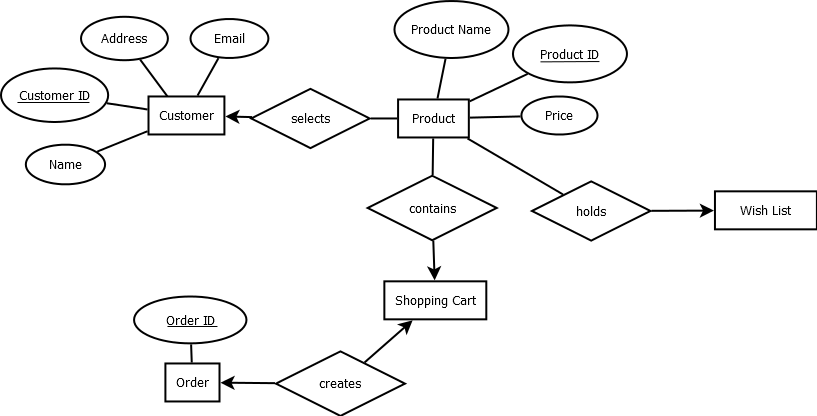 Address
Email
Product Name
Product ID
Customer ID
Customer
selects
Product
Price
Name
contains
holds
Wish List
Shopping Cart
Order ID
Order
creates